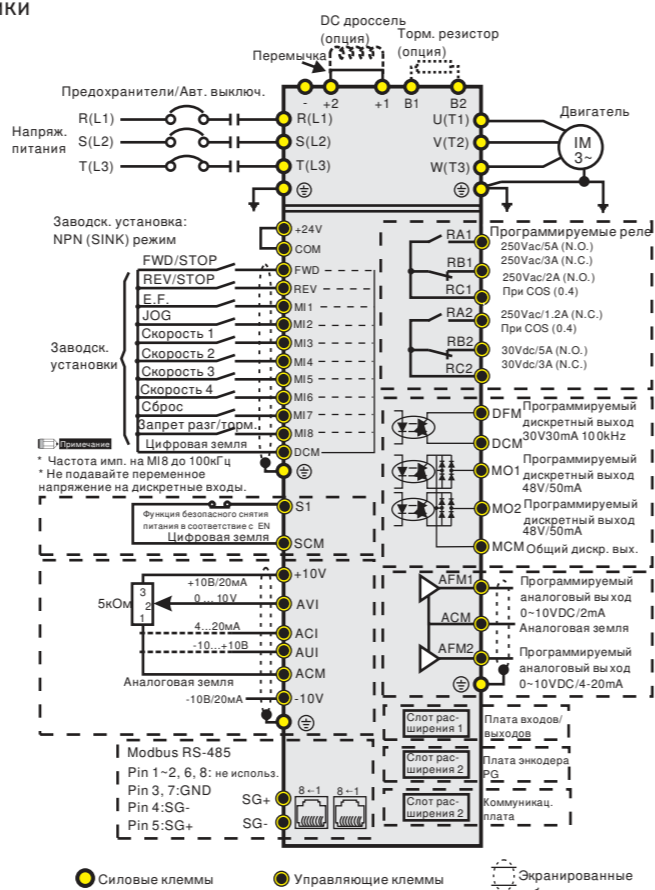 ки
DC дроссель
(опция)
Торм. резистор
(опция)
Перемычка
Предохранители/Авт. выключ.
- +2 +1 B1 B2
Двигатель
Напряж.
питания
R(L1) R(L1) U(T1)
S(L2) S(L2) V(T2)
T(L3) T(L3) W(T3)
IM
3~
Заводск. установка:
NPN (SINK) режим
+24V
COM
Заводск.
установки
FWD/STOP FWD
REV/STOP REV
E.F. MI1
JOG MI2
Скорость 1 MI3
Скорость 2 MI4
Скорость 3 MI5
Скорость 4 MI6
Сброс MI7
Запрет разг/торм. MI8
Цифровая земля DCM
Примечание
* Частота имп. на MI8 до 100кГц
* Не подавайте переменное
напряжение на дискретные входы.
Функция безопасного снятия
питания в соответствие с EN
Цифровая земля
S1
SCM
5кОм
3
2
1
+10В/20мА +10V
0 ... 10V AVI
4...20мА ACI
-10...+10В AUI
Аналоговая земля ACM
-10В/20мА -10V
Modbus RS-485
Pin 1~2, 6, 8: не использ.
Pin 3, 7:GND
Pin 4:SG-
Pin 5:SG+
SG+
SG-
8←1 8←1
Программируемые реле
RA1
RB1
RC1
250Vac/5A (N.O.)
250Vac/3A (N.C.)
250Vac/2A (N.O.)
При COS (0.4)
RA2
RB2
RC2
250Vac/1.2A (N.C.)
При COS (0.4)
30Vdc/5A (N.O.)
30Vdc/3A (N.C.)
DFM
DCM
Программируемый
дискретный выход
30V30mA 100kHz
MO1
Программируемый
дискретный выход
48V/50mA
MO2
Программируемый
дискретный выход
48V/50mA
MCM Общий дискр. вых.
AFM1
Программируемый
аналоговый выход
0~10VDC/2mA
ACM
Аналоговая земля
AFM2
Программируемый
аналоговый выход
0~10VDC/4-20mA
Слот рас-
ширения 1
Плата входов/
выходов
Слот рас-
ширения 2
Плата энкодера
PG
Слот рас-
ширения 2
Коммуникац.
плата
Силовые клеммы
Управляющие клеммы
Экранированные